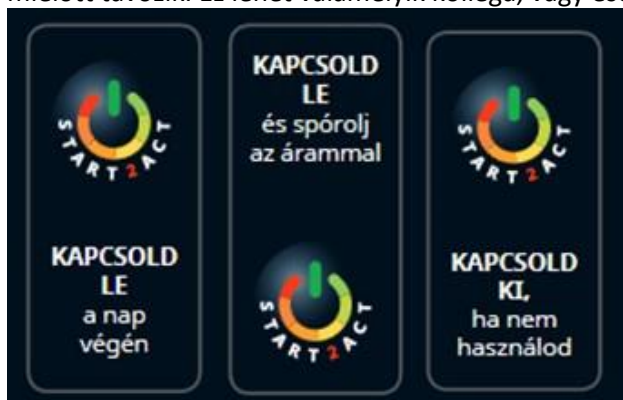 START2ACT
KAPCSOLD
LE
a nap
végén
KAPCSOLD
LE
és spórolj
az árammal
START2ACT
START2ACT
KAPCSOLD
KI,
ha nem
használod